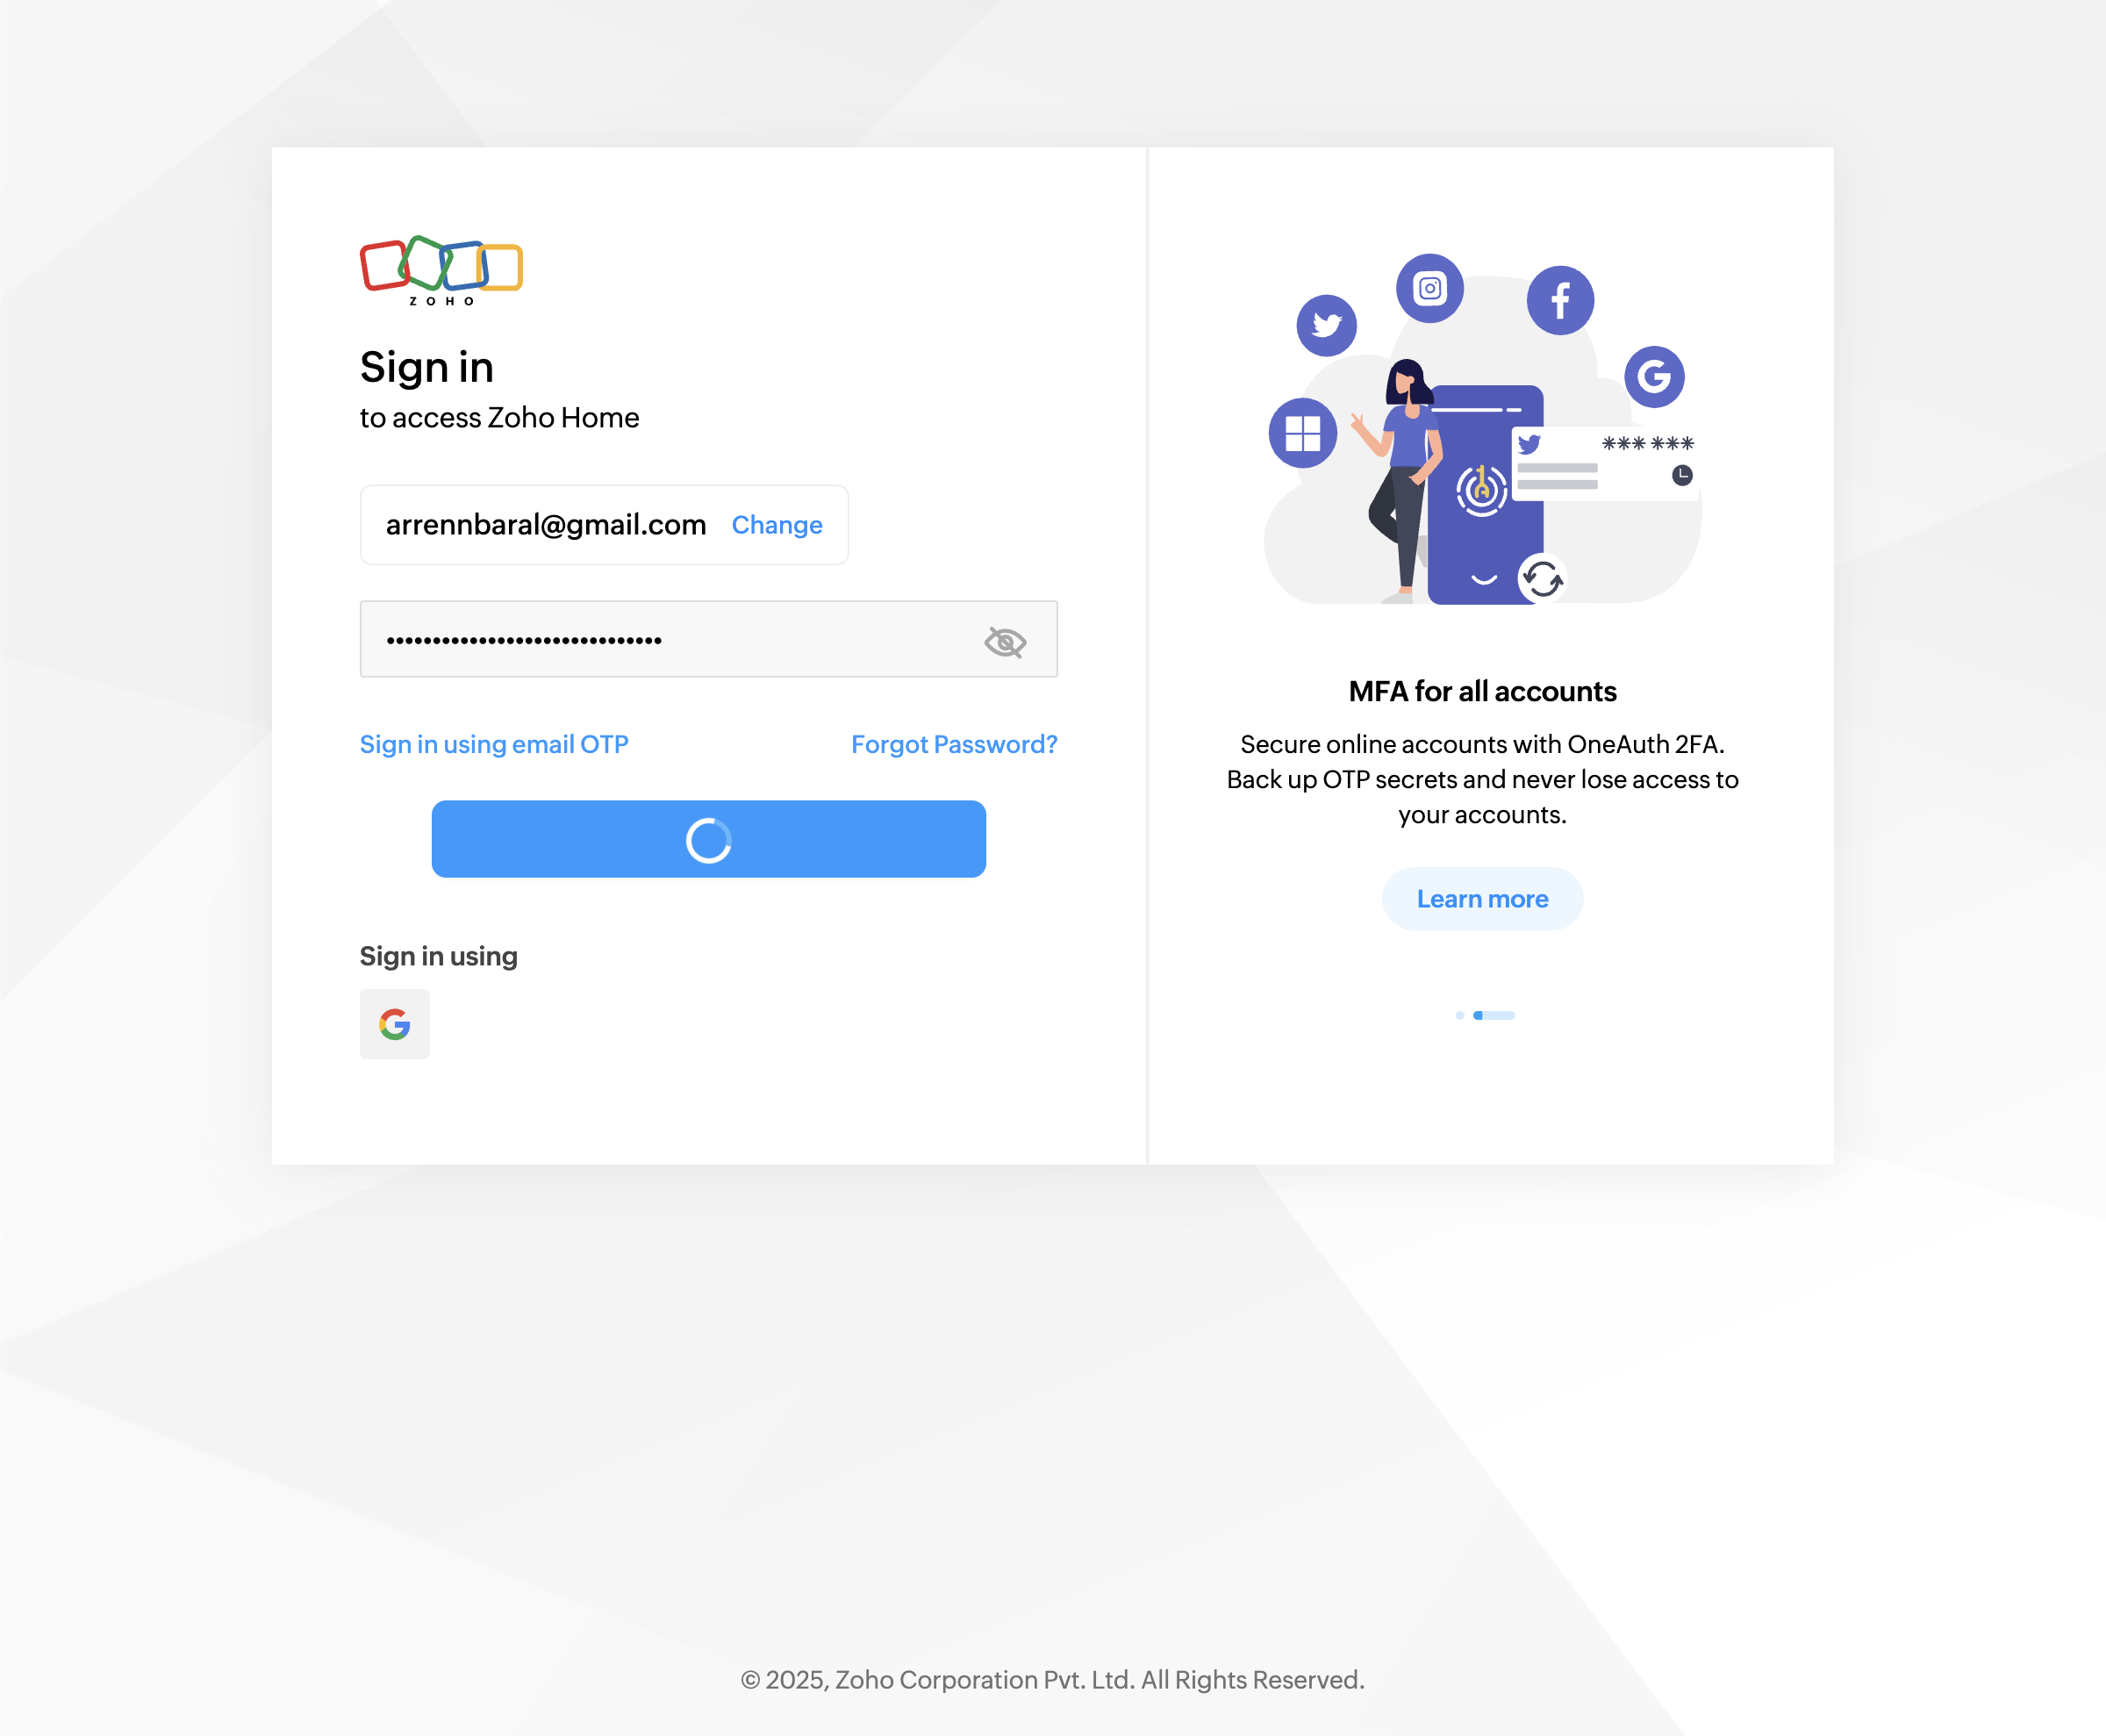 ZOHO
Sign in
to access Zoho Home
arrennbaral@gmail.com Change
••••••••••••••••••••••••••••••
Sign in using email OTP Forgot Password?
Sign in using
*** ***
MFA for all accounts
Secure online accounts with OneAuth 2FA.
Back up OTP secrets and never lose access to
your accounts.
Learn more
© 2025, Zoho Corporation Pvt. Ltd. All Rights Reserved.